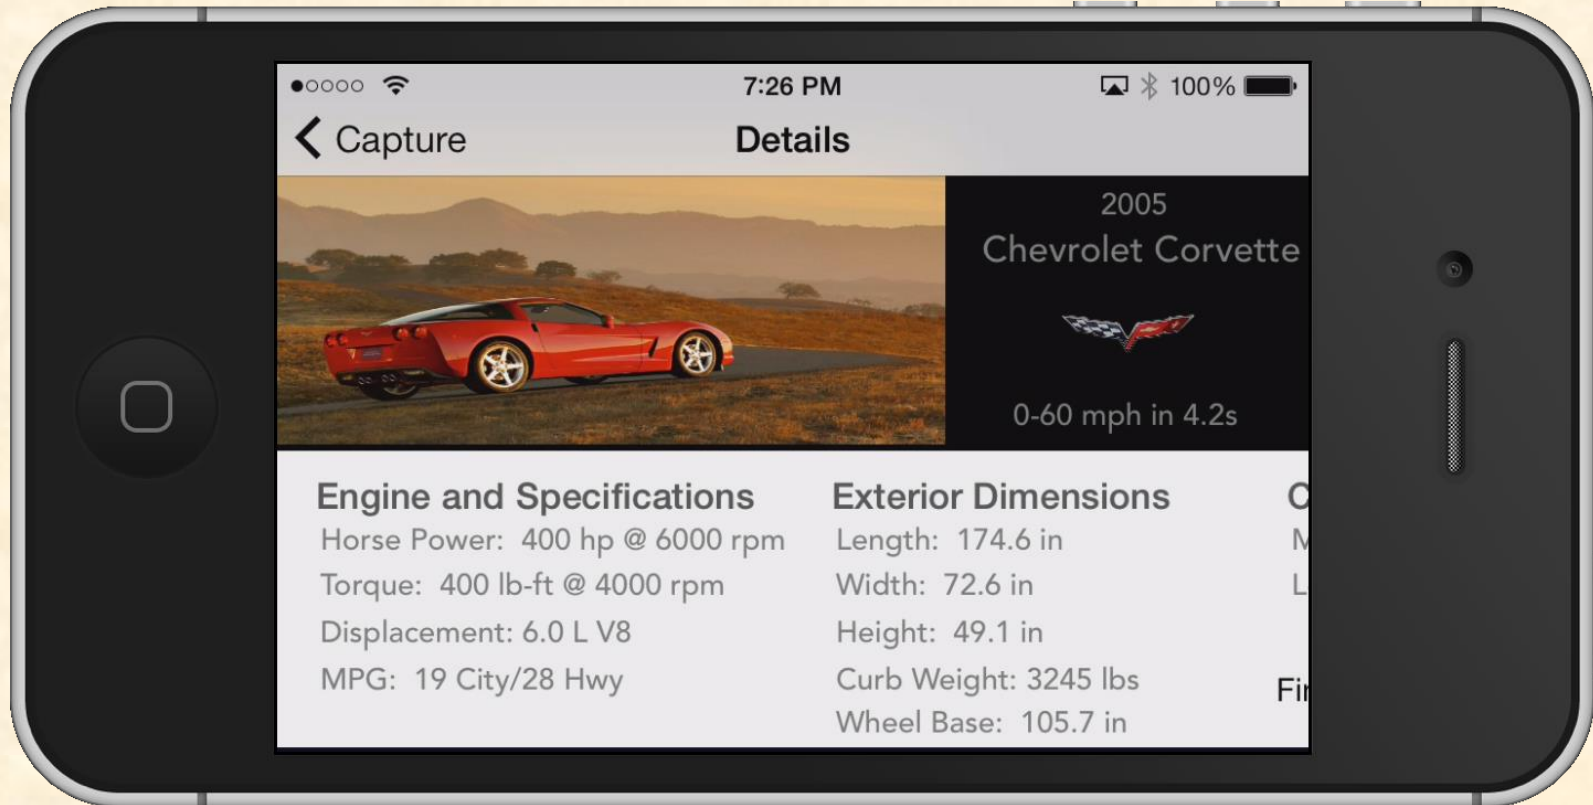 7:26 PM
100%
Capture
Details
2005
Chevrolet Corvette
0-60 mph in 4.2s
Engine and Specifications
Horse Power: 400 hp @ 6000 rpm
Torque: 400 lb-ft @ 4000 rpm
Displacement: 6.0 L V8
MPG: 19 City/28 Hwy
Exterior Dimensions
Length: 174.6 in
Width: 72.6 in
Height: 49.1 in
Curb Weight: 3245 lbs
Wheel Base: 105.7 in